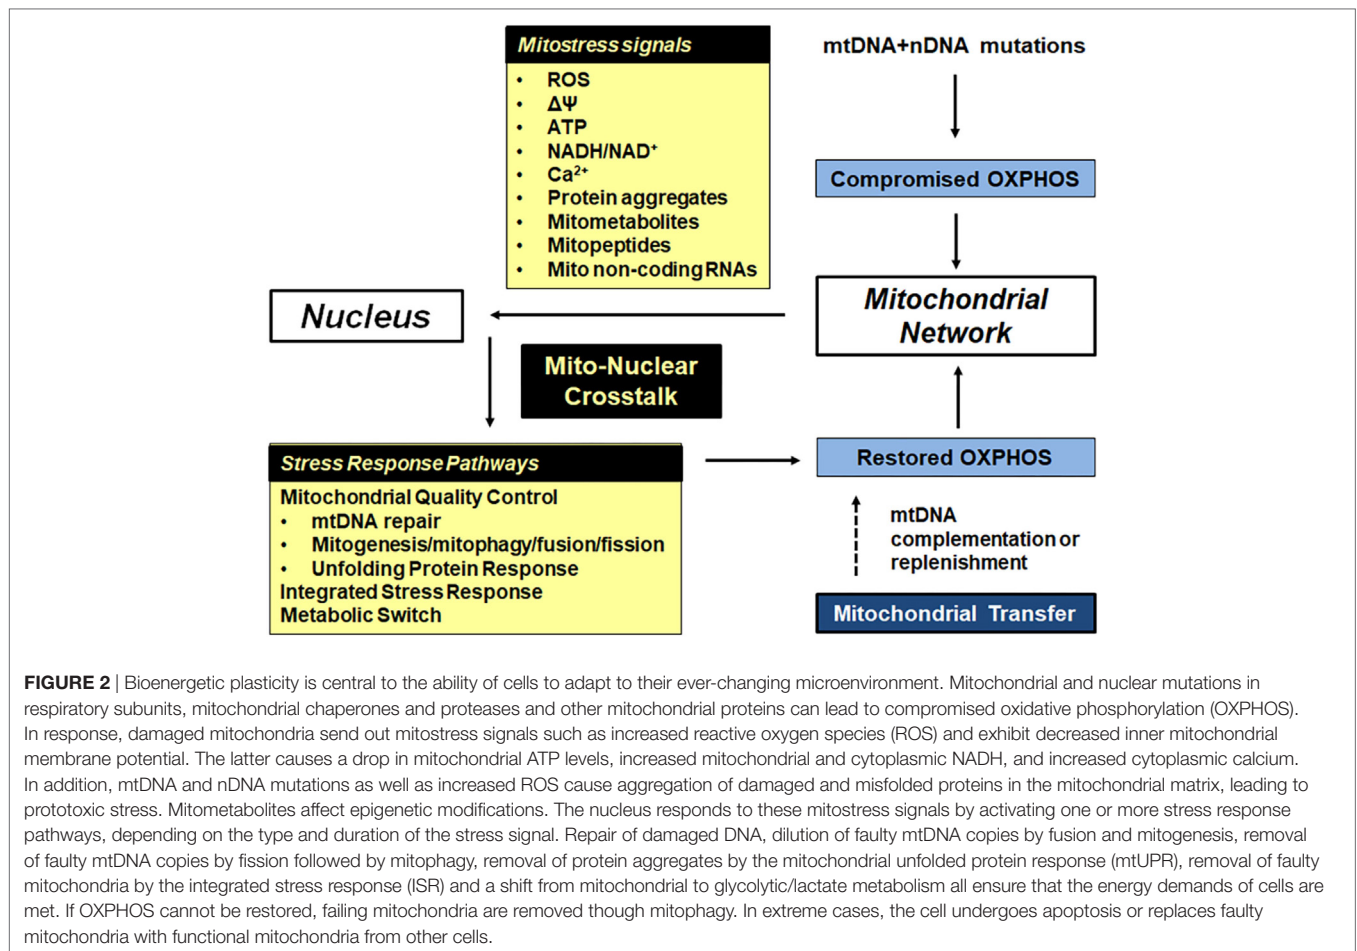 Mitostress signals
• ROS
• ΔΨ
• ATP
• NADH/NAD⁺
• Ca²⁺
• Protein aggregates
• Mitometabolites
• Mitopeptides
• Mito non-coding RNAs
mtDNA+nDNA mutations
Compromised OXPHOS
Mitochondrial
Network
Nucleus
Mito-Nuclear
Crosstalk
Stress Response Pathways
Mitochondrial Quality Control
• mtDNA repair
• Mitogenesis/mitophagy/fusion/fission
• Unfolding Protein Response
Integrated Stress Response
Metabolic Switch
Restored OXPHOS
mtDNA
complementation or
replenishment
Mitochondrial Transfer
FIGURE 2 | Bioenergetic plasticity is central to the ability of cells to adapt to their ever-changing microenvironment. Mitochondrial and nuclear mutations in
respiratory subunits, mitochondrial chaperones and proteases and other mitochondrial proteins can lead to compromised oxidative phosphorylation (OXPHOS).
In response, damaged mitochondria send out mitostress signals such as increased reactive oxygen species (ROS) and exhibit decreased inner mitochondrial
membrane potential. The latter causes a drop in mitochondrial ATP levels, increased mitochondrial and cytoplasmic NADH, and increased cytoplasmic calcium.
In addition, mtDNA and nDNA mutations as well as increased ROS cause aggregation of damaged and misfolded proteins in the mitochondrial matrix, leading to
prototoxic stress. Mitometabolites affect epigenetic modifications. The nucleus responds to these mitostress signals by activating one or more stress response
pathways, depending on the type and duration of the stress signal. Repair of damaged DNA, dilution of faulty mtDNA copies by fusion and mitogenesis, removal
of faulty mtDNA copies by fission followed by mitophagy, removal of protein aggregates by the mitochondrial unfolded protein response (mtUPR), removal of faulty
mitochondria by the integrated stress response (ISR) and a shift from mitochondrial to glycolytic/lactate metabolism all ensure that the energy demands of cells are
met. If OXPHOS cannot be restored, failing mitochondria are removed though mitophagy. In extreme cases, the cell undergoes apoptosis or replaces faulty
mitochondria with functional mitochondria from other cells.